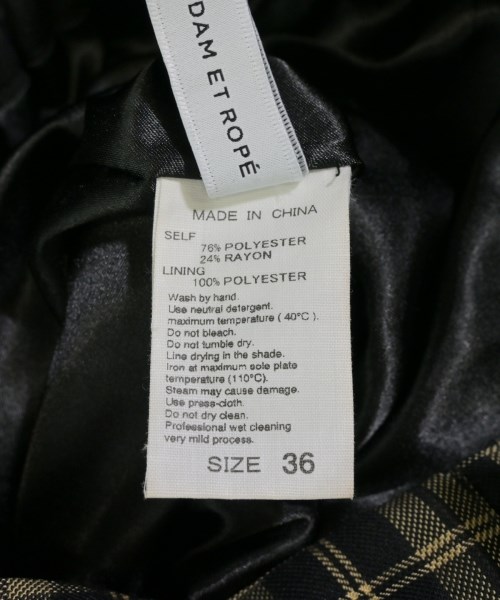 DAM ET ROPÉ
MADE IN CHINA
SELF
76% POLYESTER
24% RAYON
LINING
100% POLYESTER
Wash by hand.
Use neutral detergent.
maximum temperature ( 40°C ).
Do not bleach.
Do not tumble dry.
Line drying in the shade.
Iron at maximum sole plate
temperature (110°C).
Steam may cause damage.
Use press-cloth.
Do not dry clean.
Professional wet cleaning
very mild process.
SIZE 36